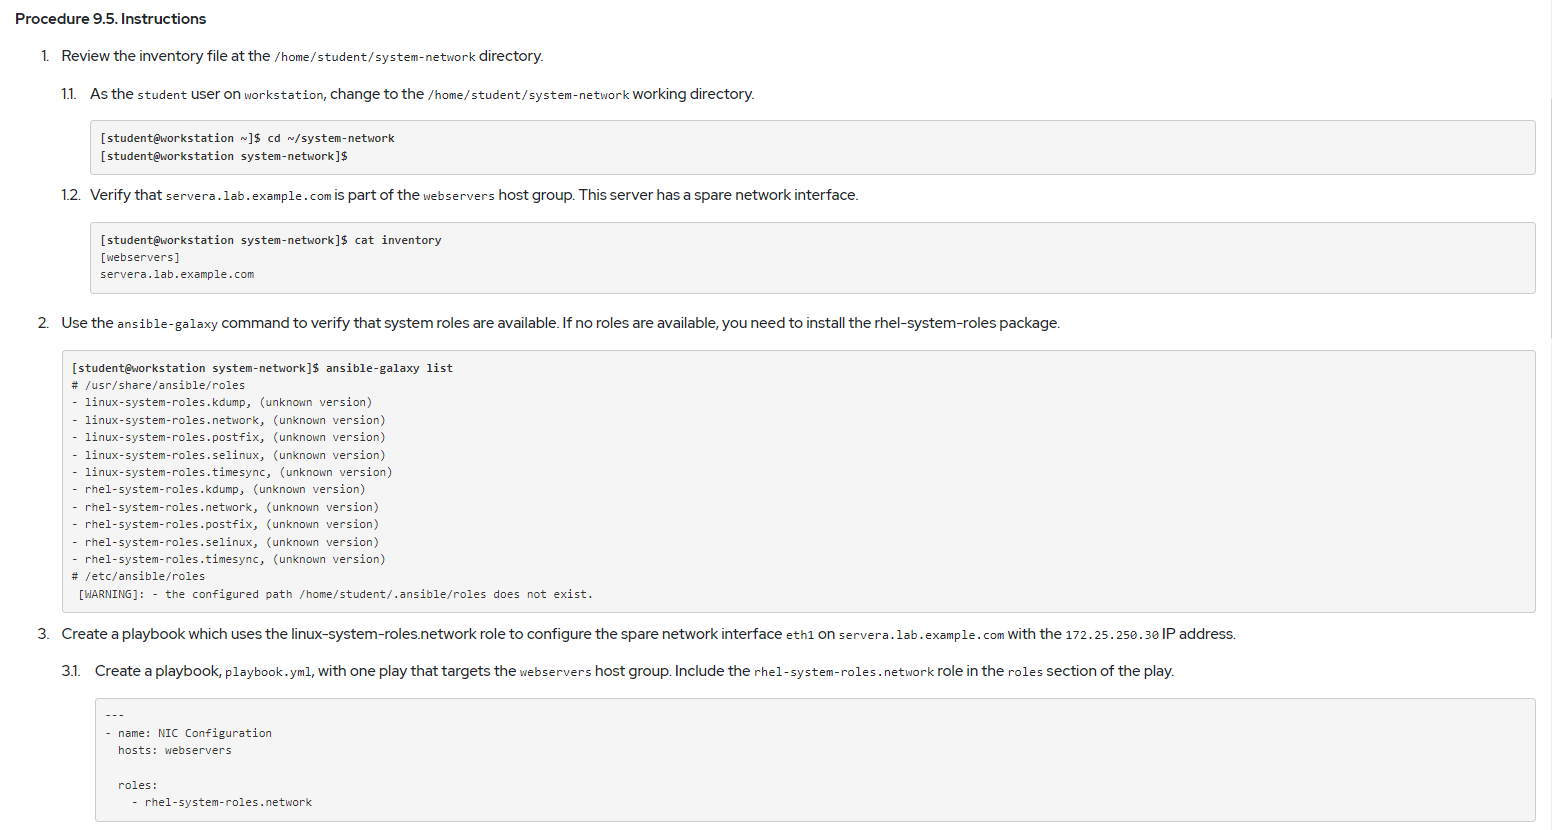 Procedure 9.5. Instructions
1. Review the inventory file at the /home/student/system-network directory.
1.1. As the student user on workstation, change to the /home/student/system-network working directory.
[student@workstation ~]$ cd ~/system-network
[student@workstation system-network]$
1.2. Verify that servera.lab.example.com is part of the webservers host group. This server has a spare network interface.
[student@workstation system-network]$ cat inventory
[webservers]
servera.lab.example.com
2. Use the ansible-galaxy command to verify that system roles are available. If no roles are available, you need to install the rhel-system-roles package.
[student@workstation system-network]$ ansible-galaxy list
# /usr/share/ansible/roles
- linux-system-roles.kdump, (unknown version)
- linux-system-roles.network, (unknown version)
- linux-system-roles.postfix, (unknown version)
- linux-system-roles.selinux, (unknown version)
- linux-system-roles.timesync, (unknown version)
- rhel-system-roles.kdump, (unknown version)
- rhel-system-roles.network, (unknown version)
- rhel-system-roles.postfix, (unknown version)
- rhel-system-roles.selinux, (unknown version)
- rhel-system-roles.timesync, (unknown version)
# /etc/ansible/roles
[WARNING]: - the configured path /home/student/.ansible/roles does not exist.
3. Create a playbook which uses the linux-system-roles.network role to configure the spare network interface eth1 on servera.lab.example.com with the 172.25.250.30 IP address.
3.1. Create a playbook, playbook.yml, with one play that targets the webservers host group. Include the rhel-system-roles.network role in the roles section of the play.
---
- name: NIC Configuration
hosts: webservers
roles:
- rhel-system-roles.network